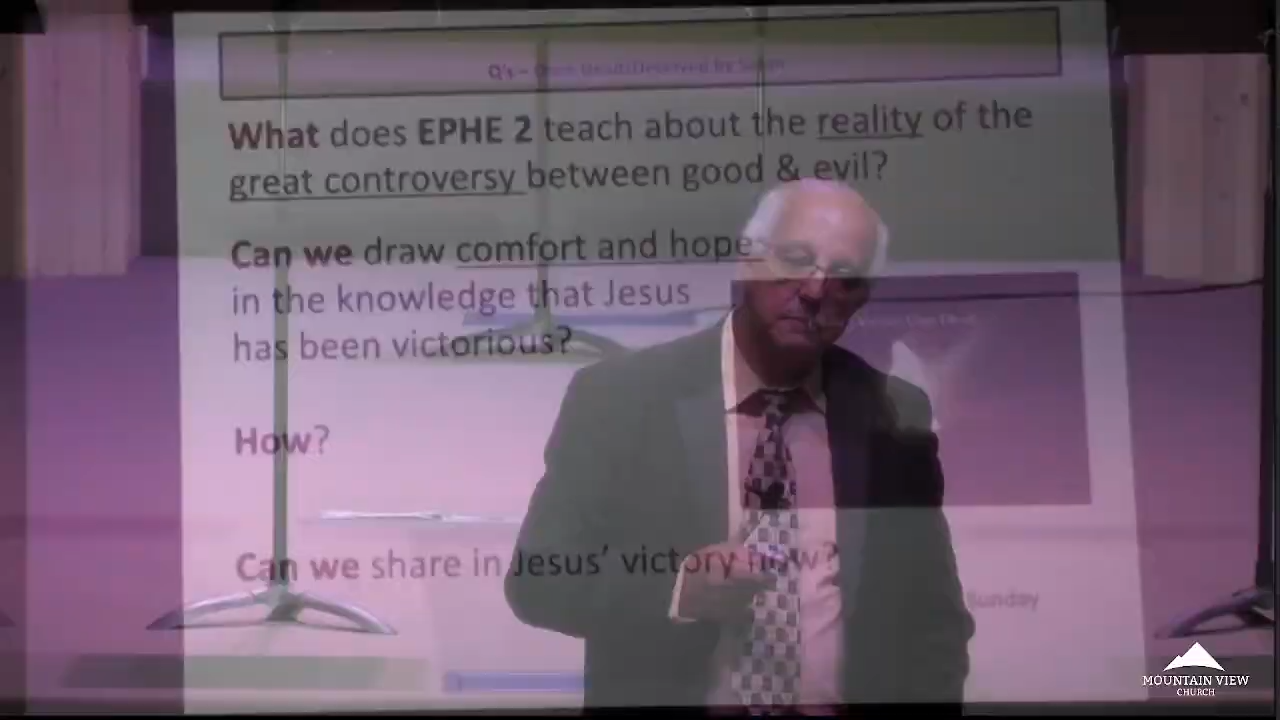 Q's –
What does EPHE 2 teach about the reality of the
great controversy between good & evil?
Can we draw comfort and hope
in the knowledge that Jesus
has been victorious?
How?
Can we share in Jesus' victory now?
Sunday
MOUNTAIN VIEW
CHURCH